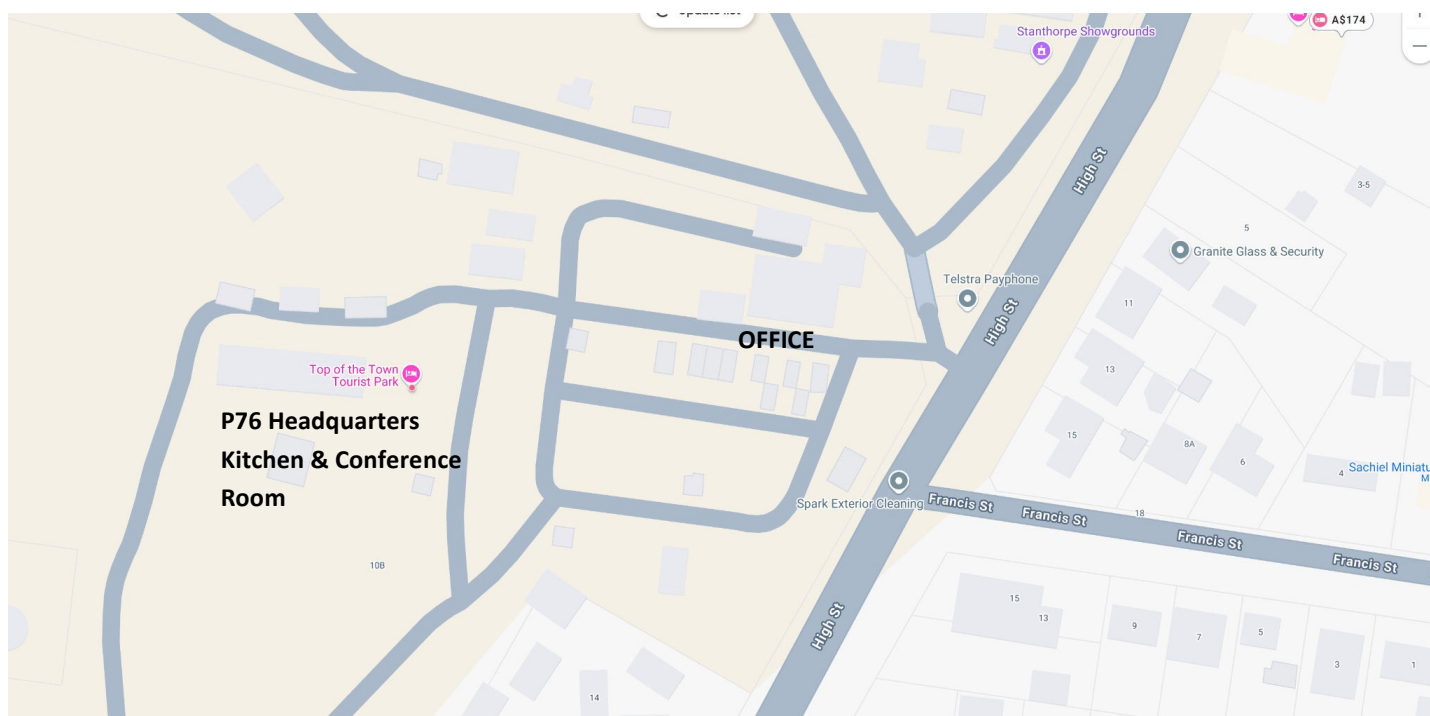 Stanthorpe Showgrounds
A$174
High St
3-5
5
Granite Glass & Security
Telstra Payphone
11
High St
OFFICE
13
Top of the Town
Tourist Park
P76 Headquarters
Kitchen & Conference
Room
15
8A
6
4
Sachiel Miniatu
M
Spark Exterior Cleaning
Francis St
Francis St
18
Francis St
Francis St
10B
15
13
9
7
5
3
1
High St
14